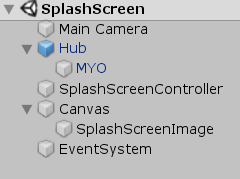 SplashScreen
Main Camera
Hub
MYO
SplashScreenController
Canvas
SplashScreenImage
EventSystem